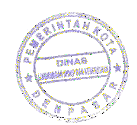 PEMERINTAH KOTA
DINAS
DENPASAR